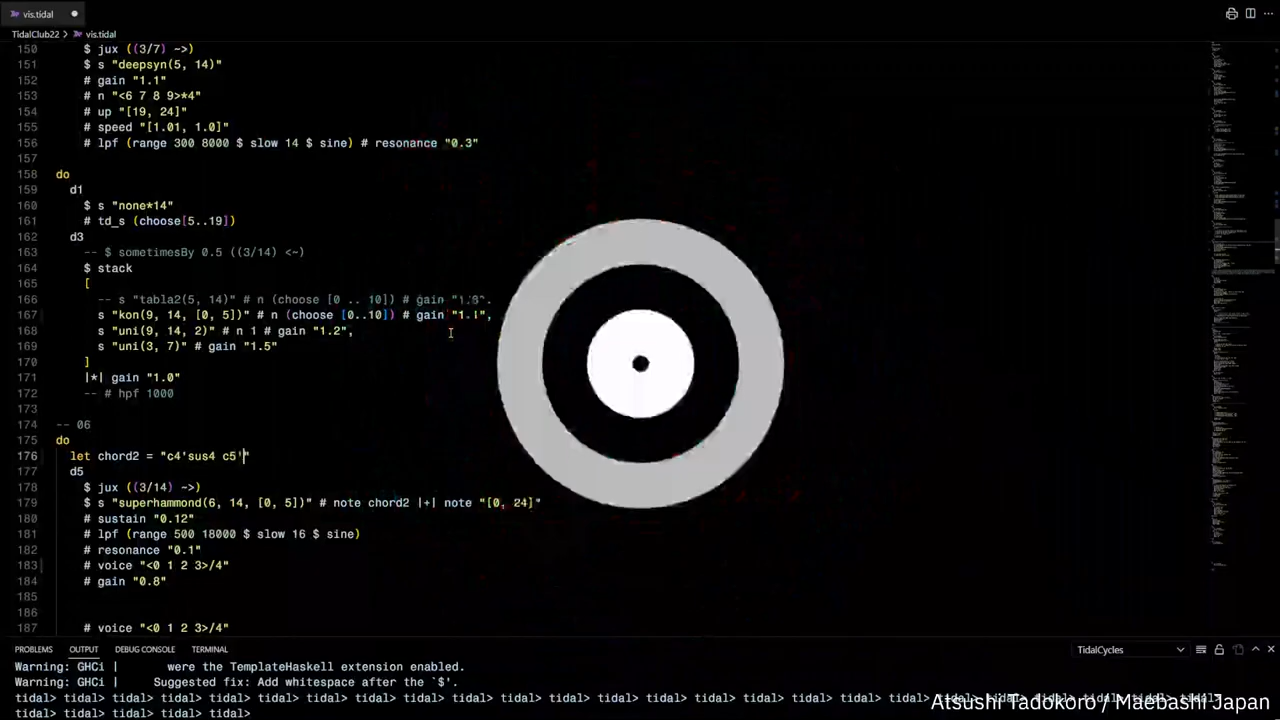 vis.tidal
TidalClub22 > vis.tidal
150 $ jux ((3/7) ~>)
151 $ s "deepsyn(5, 14)"
152 # gain "1.1"
153 # n "<6 7 8 9>*4"
154 # up "[19, 24]"
155 # speed "[1.01, 1.0]"
156 # lpf (range 300 8000 $ slow 14 $ sine) # resonance "0.3"
157
158 do
159 d1
160 $ s "none*14"
161 # td_s (choose[5..19])
162 d3
163 -- $ sometimesBy 0.5 ((3/14) <~)
164 $ stack
165 [
166 -- s "tabla2(5, 14)" # n (choose [0 .. 10]) # gain "1.3",
167 s "kon(9, 14, [0, 5])" # n (choose [0..10]) # gain "1.1",
168 s "uni(9, 14, 2)" # n 1 # gain "1.2",
169 s "uni(3, 7)" # gain "1.5"
170 ]
171 |*| gain "1.0"
172 -- # hpf 1000
173
174 -- 06
175 do
176 let chord2 = "c4'sus4 c5"
177 d5
178 $ jux ((3/14) ~>)
179 $ s "superhammond(6, 14, [0, 5])" # note chord2 |+| note "[0, 24]"
180 # sustain "0.12"
181 # lpf (range 500 18000 $ slow 16 $ sine)
182 # resonance "0.1"
183 # voice "<0 1 2 3>/4"
184 # gain "0.8"
185
186
187 # voice "<0 1 2 3>/4"
PROBLEMS OUTPUT DEBUG CONSOLE TERMINAL TidalCycles
Warning: GHCi | were the TemplateHaskell extension enabled.
Warning: GHCi | Suggested fix: Add whitespace after the `$'.
tidal> tidal> tidal> tidal> tidal> tidal> tidal> tidal> tidal> tidal> tidal> tidal> tidal> tidal> tidal> tidal> tidal> tidal> tidal> tidal> tidal> tidal> tidal> tidal> tidal>
tidal> tidal> tidal> tidal> tidal>
Atsushi Tadokoro / Maebashi Japan